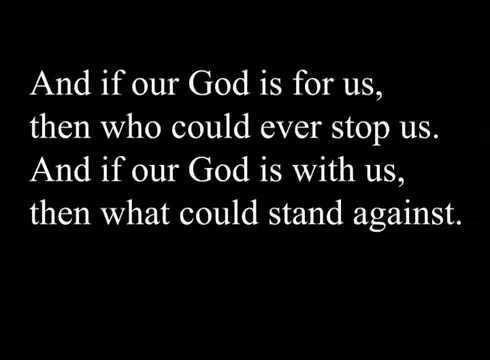 And if our God is for us,
then who could ever stop us.
And if our God is with us,
then what could stand against.